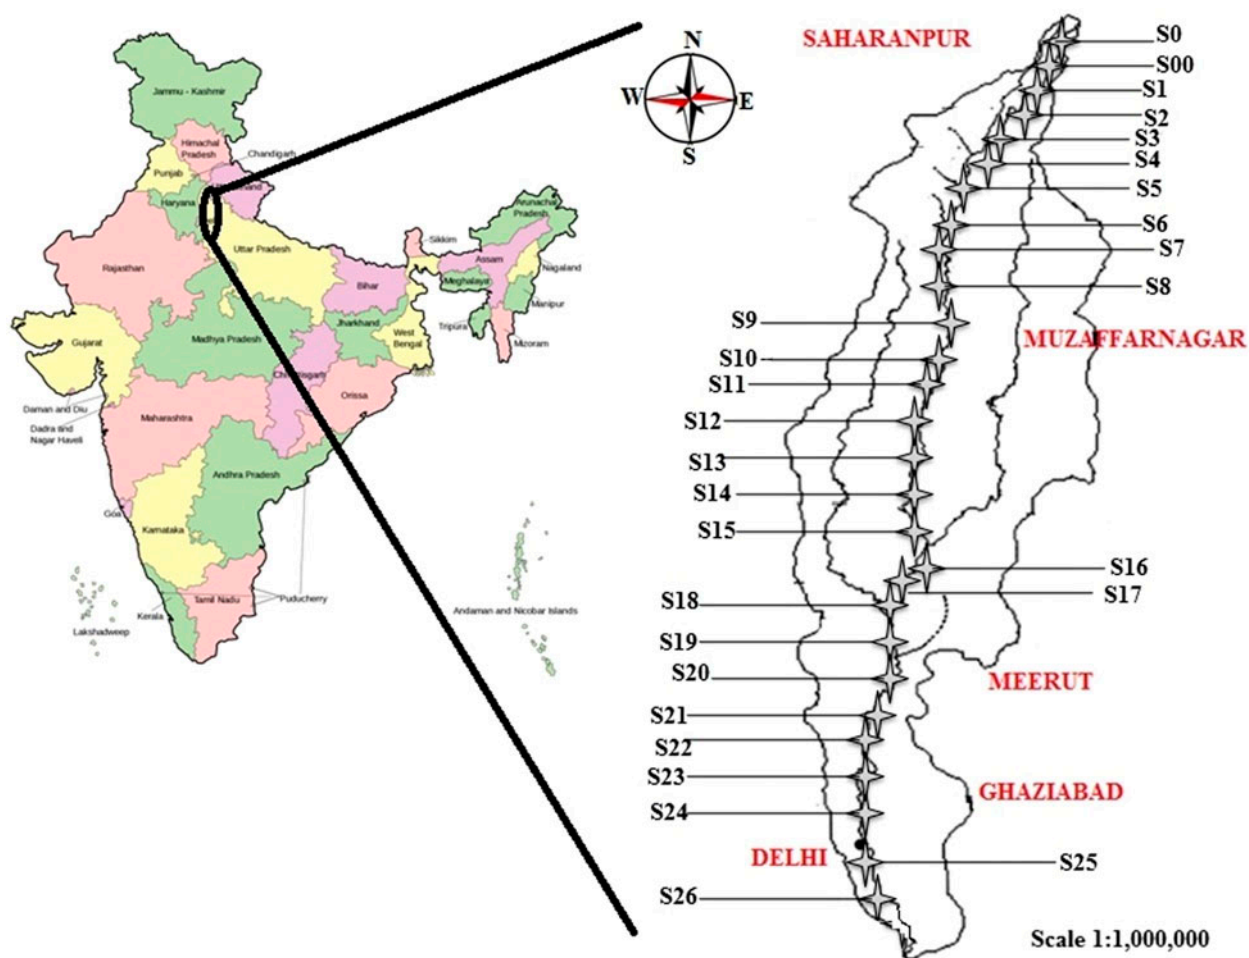 Jammu - Kashmir
Himachal
Pradesh
Chandigarh
Punjab
Haryana
Uttar Pradesh
Rajasthan
Bihar
Sikkim
Arunachal
Pradesh
Assam
Nagaland
Meghalaya
Manipur
Tripura
Mizoram
Jharkhand
West
Bengal
Gujarat
Madhya Pradesh
Daman and Diu
Dadra and
Nagar Haveli
Maharashtra
Orissa
Andhra Pradesh
Goa
Karnataka
Tamil Nadu
Kerala
Puducherry
Lakshadweep
Andaman and Nicobar Islands
N
W
E
S
SAHARANPUR
S0
S00
S1
S2
S3
S4
S5
S6
S7
S8
S9
MUZAFFARNAGAR
S10
S11
S12
S13
S14
S15
S16
S17
S18
S19
S20
MEERUT
S21
S22
S23
GHAZIABAD
S24
DELHI
S25
S26
Scale 1:1,000,000